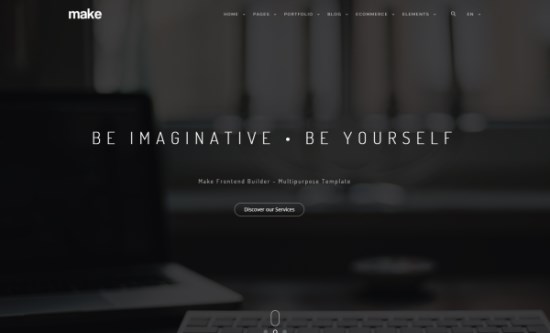 make
HOME PAGES PORTFOLIO BLOG ECOMMERCE ELEMENTS EN
BE IMAGINATIVE • BE YOURSELF
Make Frontend Builder - Multipurpose Template
Discover our Services